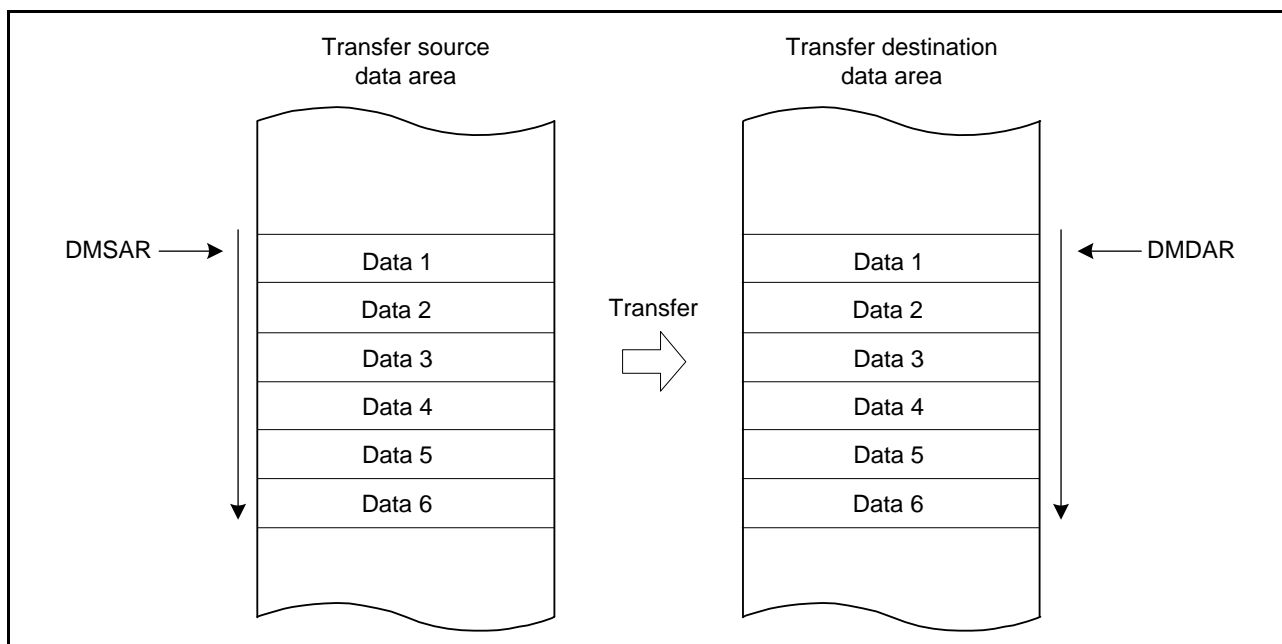 Transfer source
data area
Transfer destination
data area
DMSAR
Data 1
Data 2
Data 3
Data 4
Data 5
Data 6
Transfer
Data 1
Data 2
Data 3
Data 4
Data 5
Data 6
DMDAR